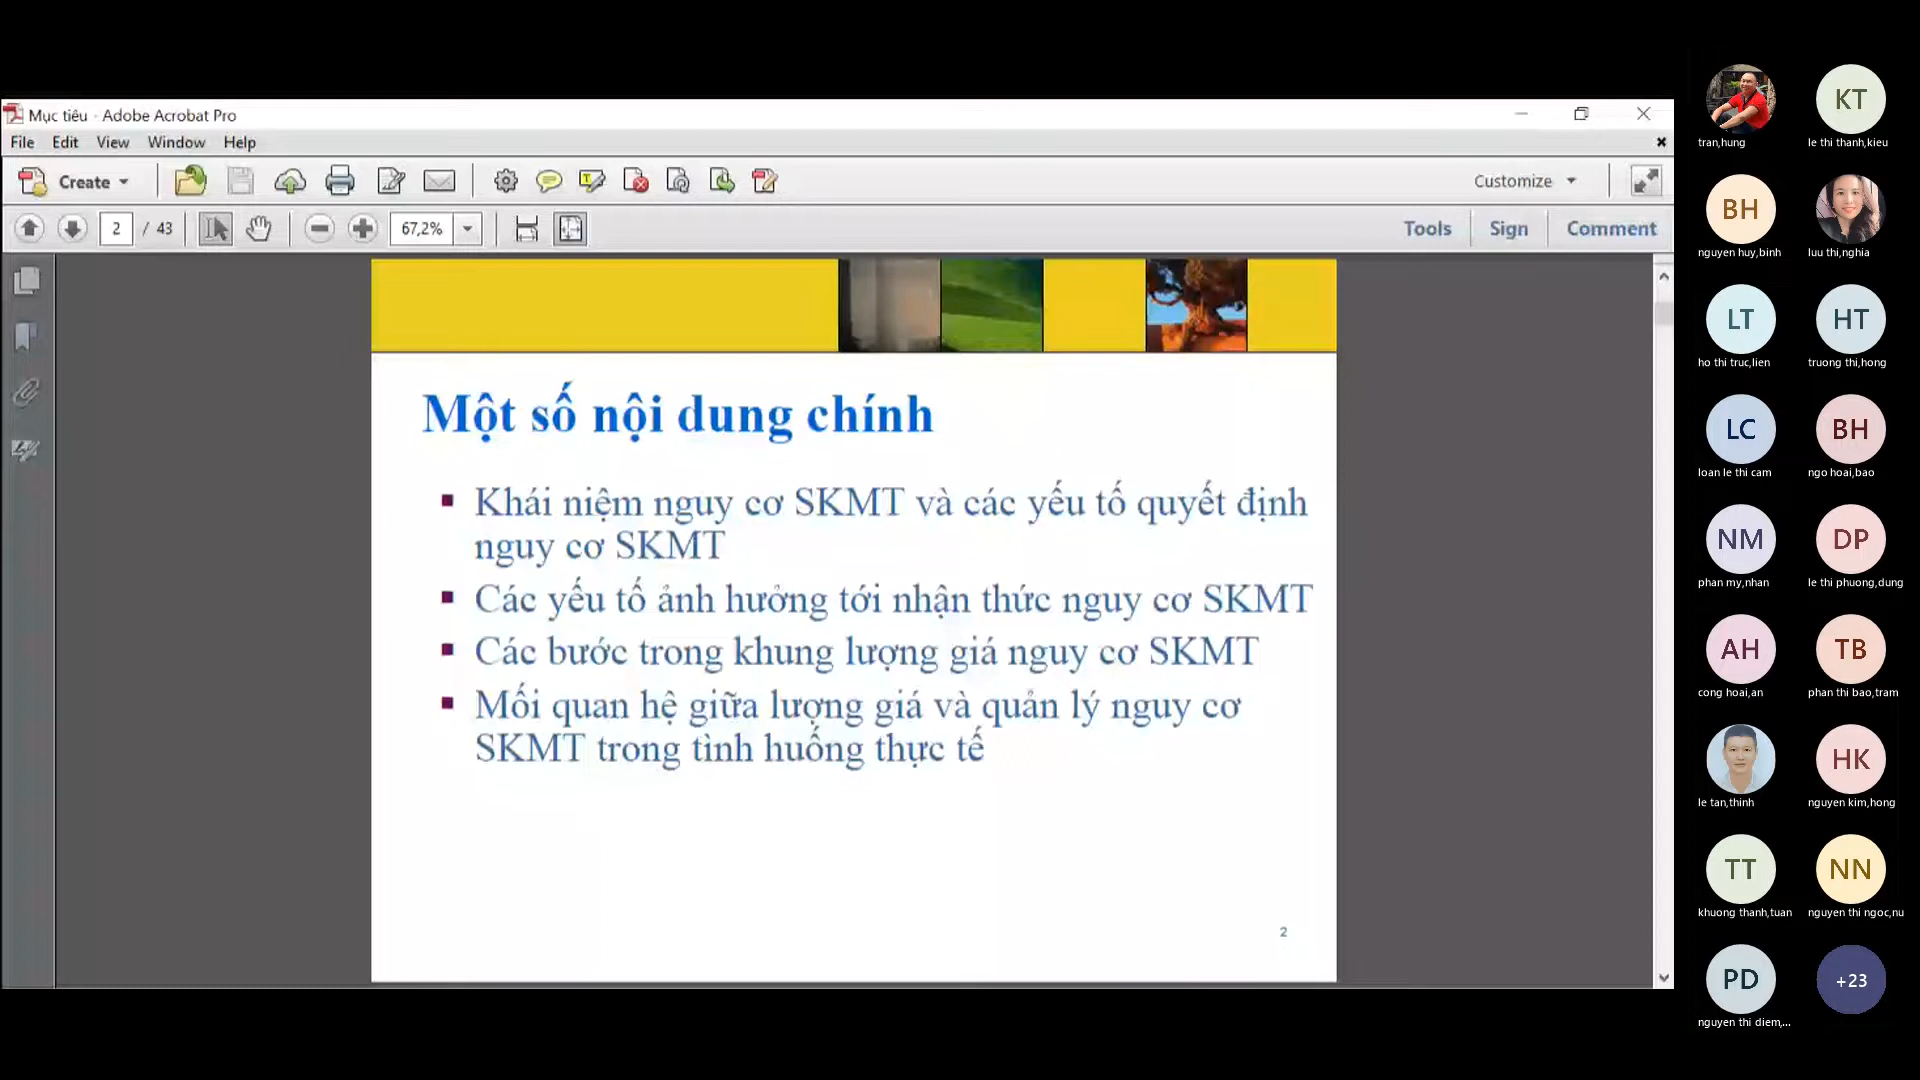 Mục tiêu - Adobe Acrobat Pro
File Edit View Window Help
Create Customize
2 / 43 67,2% Tools Sign Comment
Một số nội dung chính
Khái niệm nguy cơ SKMT và các yếu tố quyết định
nguy cơ SKMT
Các yếu tố ảnh hưởng tới nhận thức nguy cơ SKMT
Các bước trong khung lượng giá nguy cơ SKMT
Mối quan hệ giữa lượng giá và quản lý nguy cơ
SKMT trong tình huống thực tế
2
KT
tran,hung le thi thanh,kieu
BH
nguyen huy,binh luu thi,nghia
LT HT
ho thi truc,lien truong thi,hong
LC BH
loan le thi cam ngo hoai,bao
NM DP
phan my,nhan le thi phuong,dung
AH TB
cong hoai,an phan thi bao,tram
HK
le tan,thinh nguyen kim,hong
TT NN
khuong thanh,tuan nguyen thi ngoc,nu
PD +23
nguyen thi diem,...